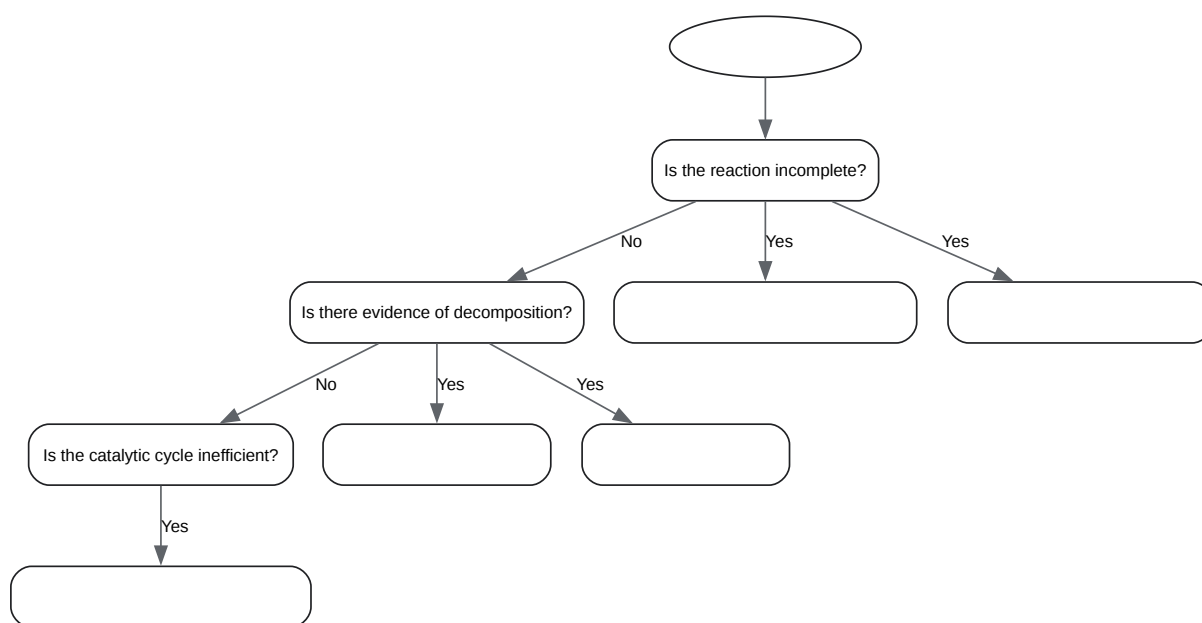 Is the reaction incomplete?
No
Yes
Yes
Is there evidence of decomposition?
No
Yes
Yes
Is the catalytic cycle inefficient?
Yes